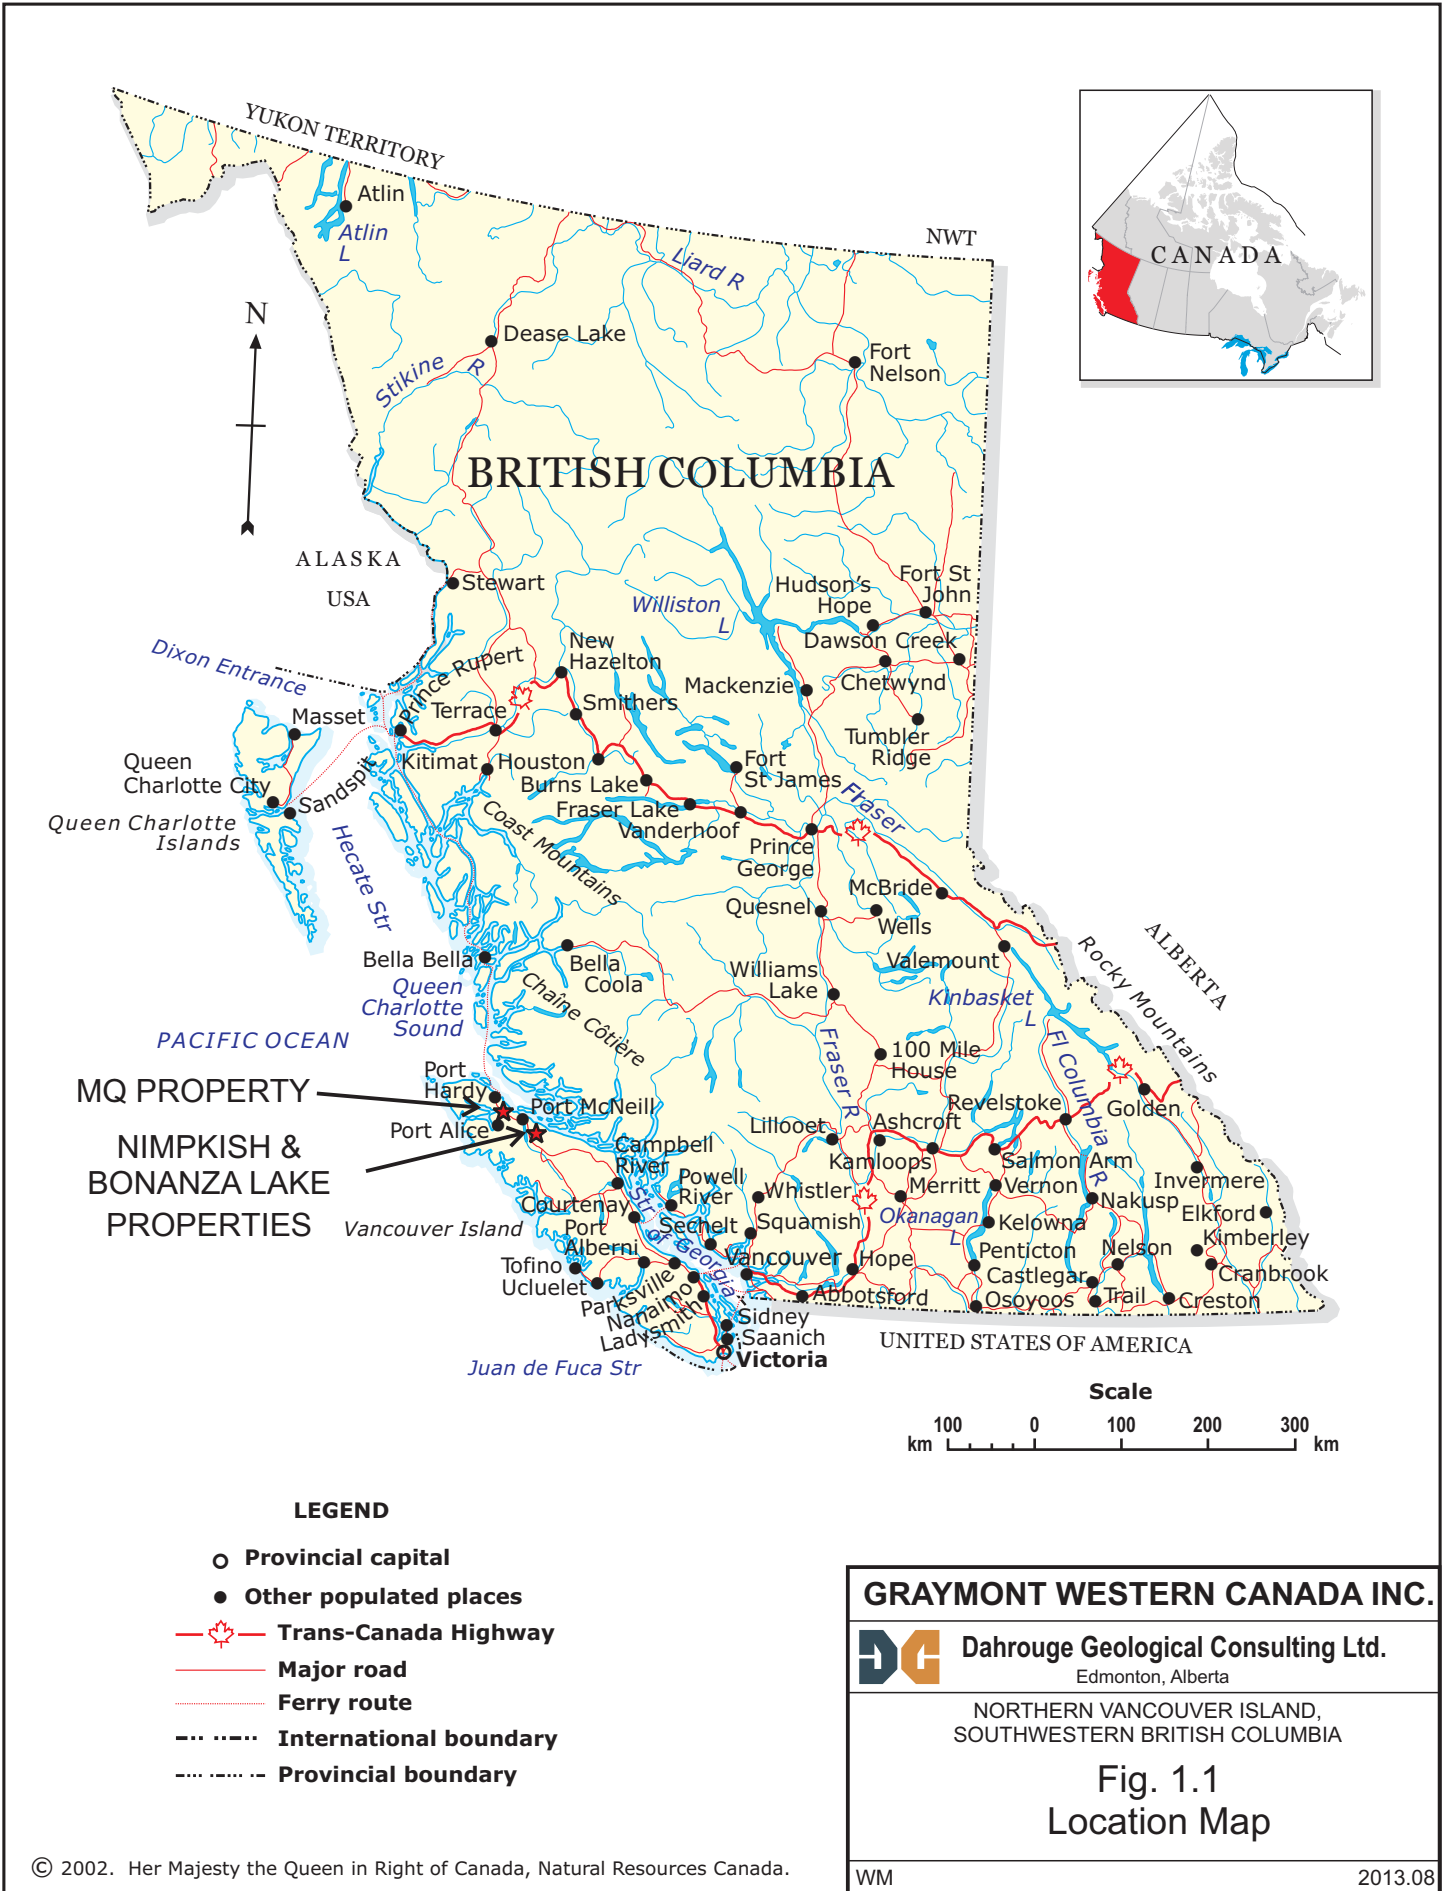 YUKON TERRITORY
NWT
Atlin
Atlin
L
Liard R
CANADA
N
Dease Lake
Stikine
R
Fort
Nelson
BRITISH COLUMBIA
ALASKA
USA
Stewart
Williston
L
Hudson's
Hope
Fort St
John
Dawson Creek
Chetwynd
Mackenzie
Tumbler
Ridge
Dixon Entrance
Prince Rupert
New
Hazelton
Smithers
Terrace
Masset
Queen
Charlotte City
Sandspit
Kitimat
Houston
Burns Lake
Fort
St James
Fraser Lake
Vanderhoof
Fraser
Prince
George
Queen Charlotte
Islands
Hecate Str
Coast Mountains
McBride
Quesnel
Wells
Valemount
Bella Bella
Bella
Coola
Williams
Lake
Kinbasket
L
Rocky Mountains
ALBERTA
Queen
Charlotte
Sound
Chaîne Côtière
PACIFIC OCEAN
Fraser R
100 Mile
House
Fl Columbia
R
MQ PROPERTY
Port
Hardy
Port McNeill
Port Alice
NIMPKISH &
BONANZA LAKE
PROPERTIES
Lillooet
Ashcroft
Revelstoke
Golden
Kamloops
Salmon Arm
Campbell
River
Powell
River
Whistler
Merritt
Vernon
Nakusp
Invermere
Elkford
Courtenay
Str
of
Georgia
Sechelt
Squamish
Okanagan
L
Kelowna
Kimberley
Vancouver Island
Port
Alberni
Vancouver
Hope
Penticton
Nelson
Cranbrook
Tofino
Ucluelet
Parksville
Nanaimo
Ladysmith
Abbotsford
Castlegar
Osoyoos
Trail
Creston
Sidney
Saanich
Victoria
Juan de Fuca Str
UNITED STATES OF AMERICA
Scale
100 0 100 200 300
km km
LEGEND
Provincial capital
Other populated places
Trans-Canada Highway
Major road
Ferry route
International boundary
Provincial boundary
© 2002. Her Majesty the Queen in Right of Canada, Natural Resources Canada.
GRAYMONT WESTERN CANADA INC.
DG
Dahrouge Geological Consulting Ltd.
Edmonton, Alberta
NORTHERN VANCOUVER ISLAND,
SOUTHWESTERN BRITISH COLUMBIA
Fig. 1.1
Location Map
WM 2013.08